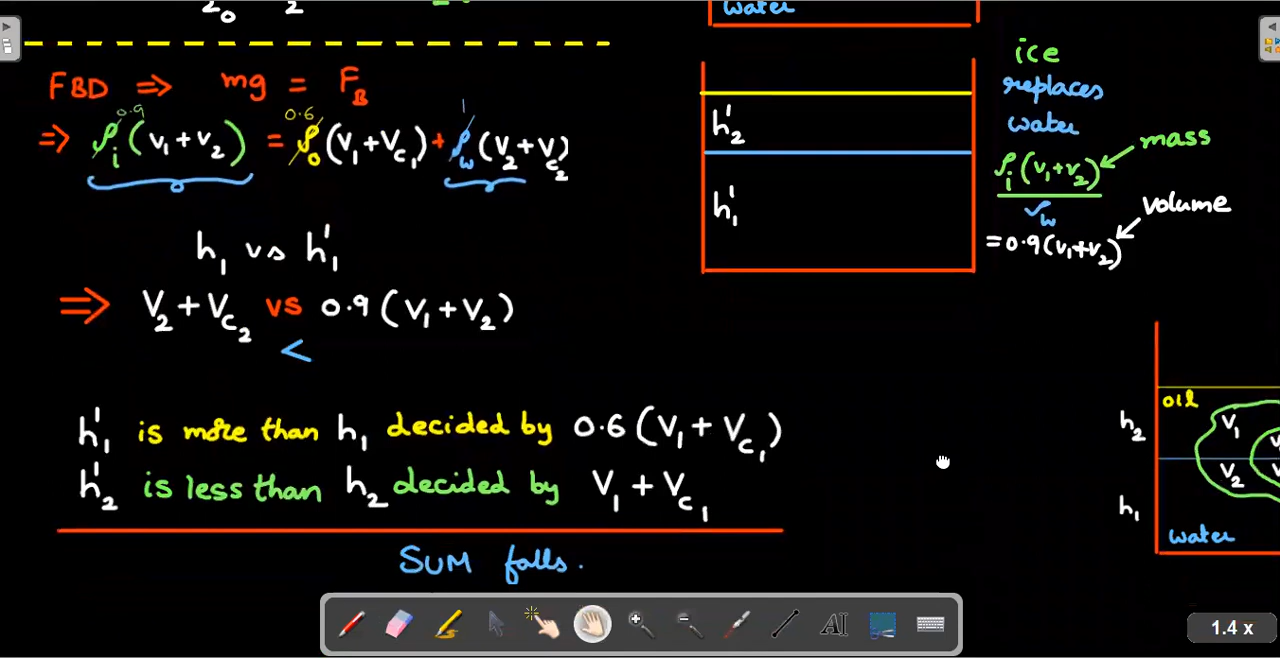 water
FBD ⇒ mg = F_B
0.9 0.6 1
⇒ ρ_i (V₁ + V₂) = ρ_o (V₁ + V_c₁) + ρ_w (V₂ + V_c₂)
h₁ vs h₁'
⇒ V₂ + V_c₂ vs 0.9 (V₁ + V₂)
<
h₁' is more than h₁ decided by 0.6 (V₁ + V_c₁)
h₂' is less than h₂ decided by V₁ + V_c₁
SUM falls.
h₂'
h₁'
ice
replaces
water
mass
ρ_i (V₁ + V₂)
ρ_w
volume
= 0.9 (V₁ + V₂)
oil
h₂
V₁
V₂
h₁
water
AI
1.4 x